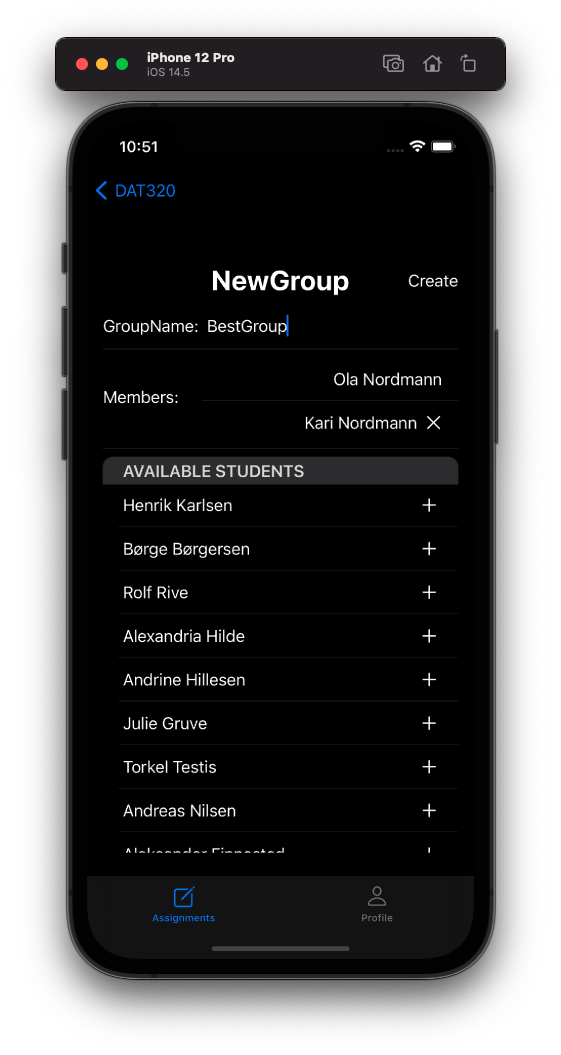 iPhone 12 Pro
iOS 14.5
10:51
DAT320
NewGroup
Create
GroupName: BestGroup
Members:
Ola Nordmann
Kari Nordmann
AVAILABLE STUDENTS
Henrik Karlsen
Børge Børgersen
Rolf Rive
Alexandria Hilde
Andrine Hillesen
Julie Gruve
Torkel Testis
Andreas Nilsen
Assignments
Profile